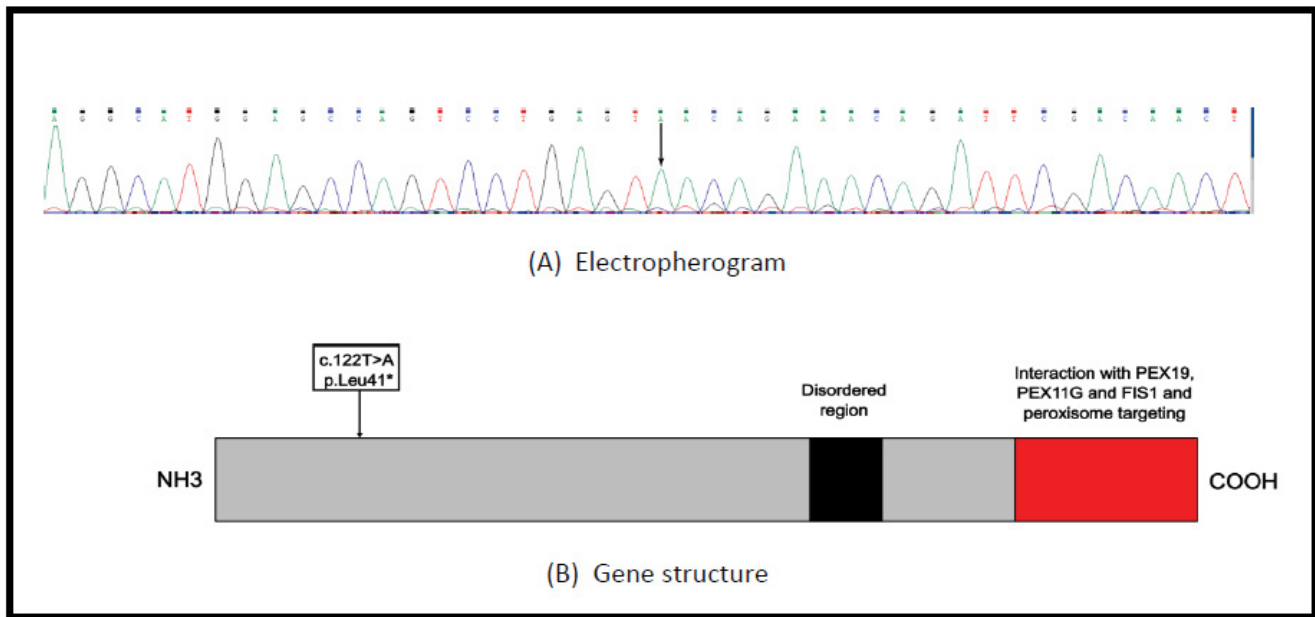 A G G C A T G G A G C C A G T C C T G A G T A A C A G A A A C A G A T T C G A C A A C T
(A) Electropherogram
c.122T>A
p.Leu41*
Disordered
region
Interaction with PEX19,
PEX11G and FIS1 and
peroxisome targeting
NH3
COOH
(B) Gene structure